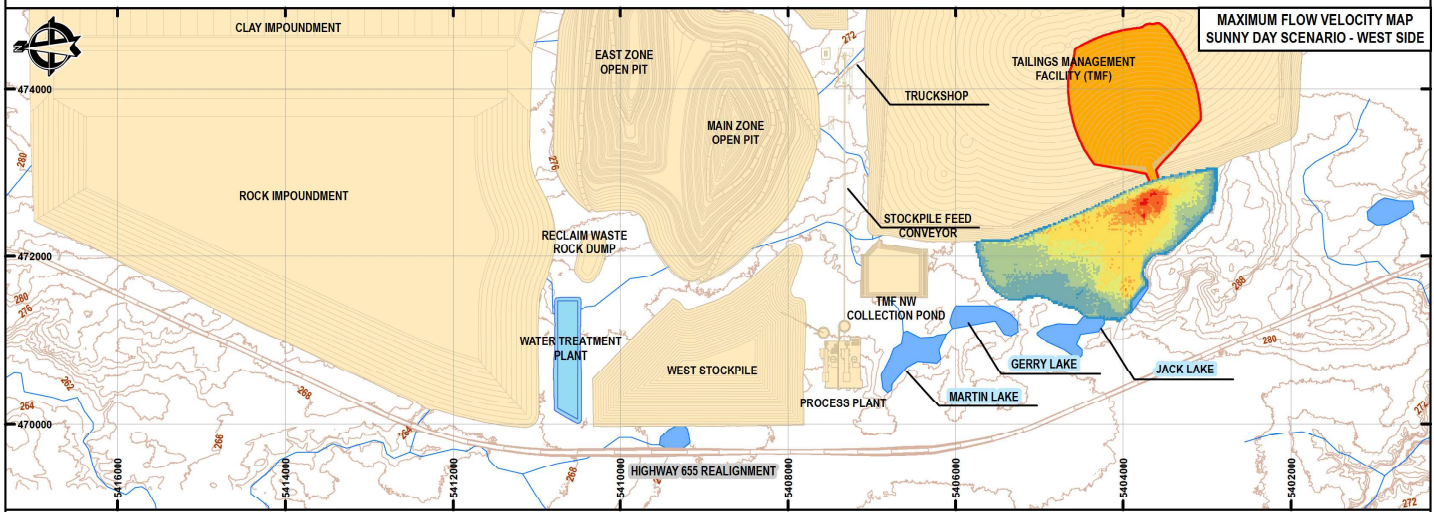 MAXIMUM FLOW VELOCITY MAP
SUNNY DAY SCENARIO - WEST SIDE
CLAY IMPOUNDMENT
272
EAST ZONE
OPEN PIT
TAILINGS MANAGEMENT
FACILITY (TMF)
474000
TRUCKSHOP
MAIN ZONE
OPEN PIT
280
276
ROCK IMPOUNDMENT
STOCKPILE FEED
CONVEYOR
RECLAIM WASTE
ROCK DUMP
472000
288
280
276
TMF NW
COLLECTION POND
WATER TREATMENT
PLANT
280
GERRY LAKE
JACK LAKE
WEST STOCKPILE
262
268
MARTIN LAKE
PROCESS PLANT
264
272
470000
264
266
268
HIGHWAY 655 REALIGNMENT
5416000
5414000
5412000
5410000
5408000
5406000
5404000
5402000
272